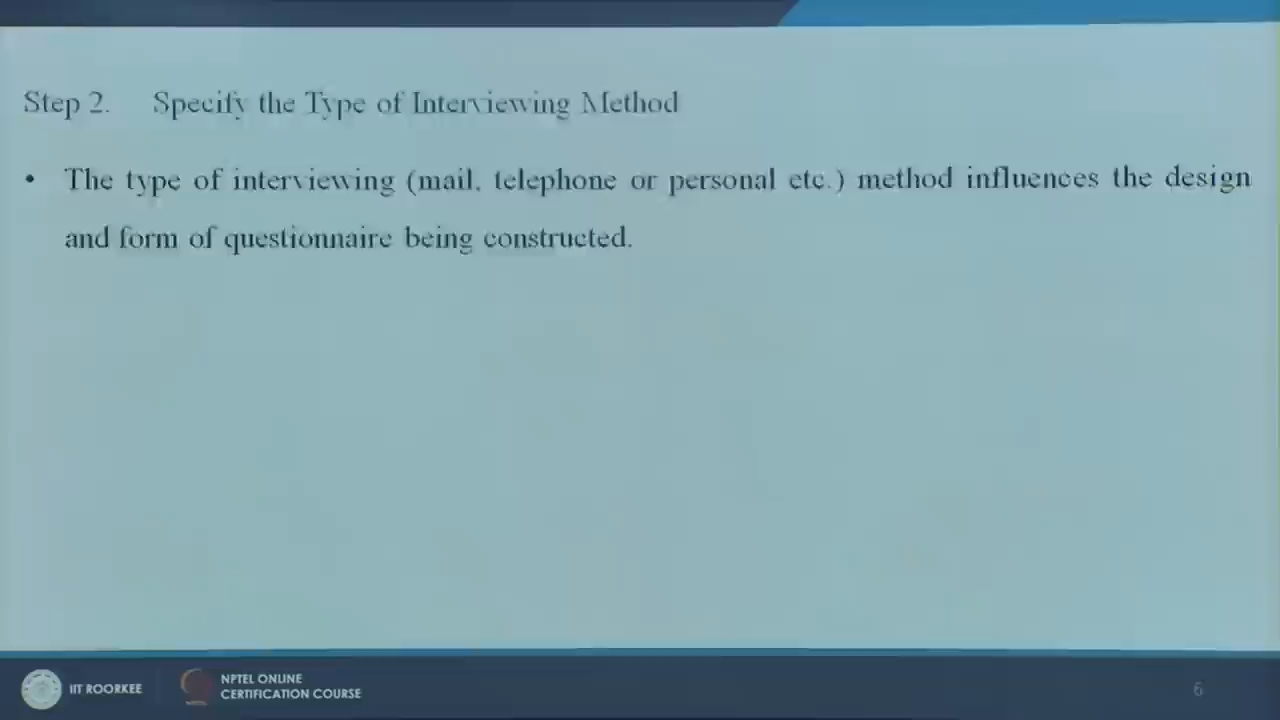 Step 2. Specify the Type of Interviewing Method
• The type of interviewing (mail, telephone or personal etc.) method influences the design
and form of questionnaire being constructed.
IIT ROORKEE
NPTEL ONLINE
CERTIFICATION COURSE
6